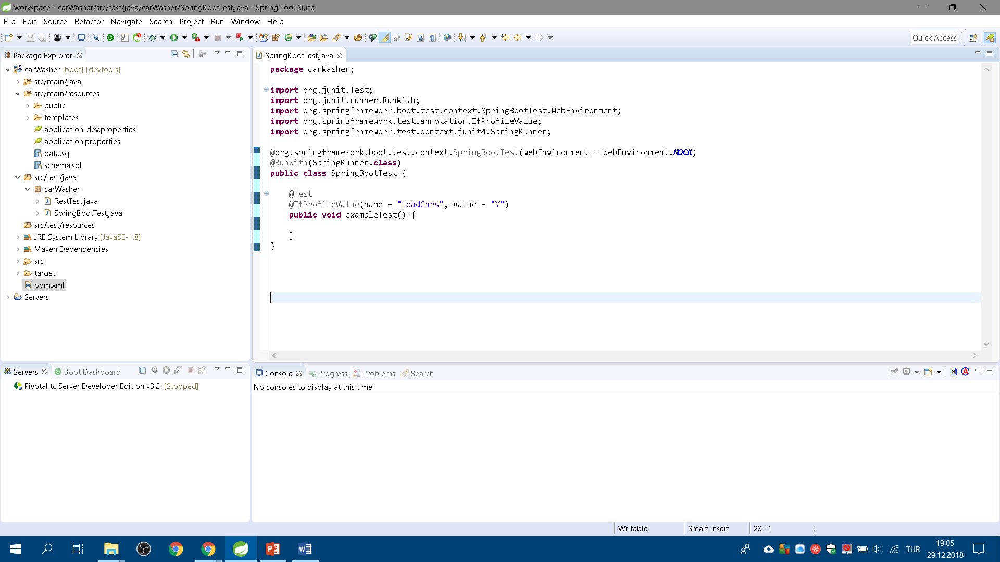 workspace - carWasher/src/test/java/carWasher/SpringBootTest.java - Spring Tool Suite
File Edit Source Refactor Navigate Search Project Run Window Help
Quick Access
Package Explorer
carWasher [boot] [devtools]
src/main/java
src/main/resources
public
templates
application-dev.properties
application.properties
data.sql
schema.sql
src/test/java
carWasher
RestTest.java
SpringBootTest.java
src/test/resources
JRE System Library [JavaSE-1.8]
Maven Dependencies
src
target
pom.xml
Servers
SpringBootTest.java
package carWasher;
import org.junit.Test;
import org.junit.runner.RunWith;
import org.springframework.boot.test.context.SpringBootTest.WebEnvironment;
import org.springframework.test.annotation.IfProfileValue;
import org.springframework.test.context.junit4.SpringRunner;
@org.springframework.boot.test.context.SpringBootTest(webEnvironment = WebEnvironment.MOCK)
@RunWith(SpringRunner.class)
public class SpringBootTest {
@Test
@IfProfileValue(name = "LoadCars", value = "Y")
public void exampleTest() {
}
}
Servers Boot Dashboard
Pivotal tc Server Developer Edition v3.2 [Stopped]
Console Progress Problems Search
No consoles to display at this time.
Writable Smart Insert 23 : 1
TUR 19:05
29.12.2018